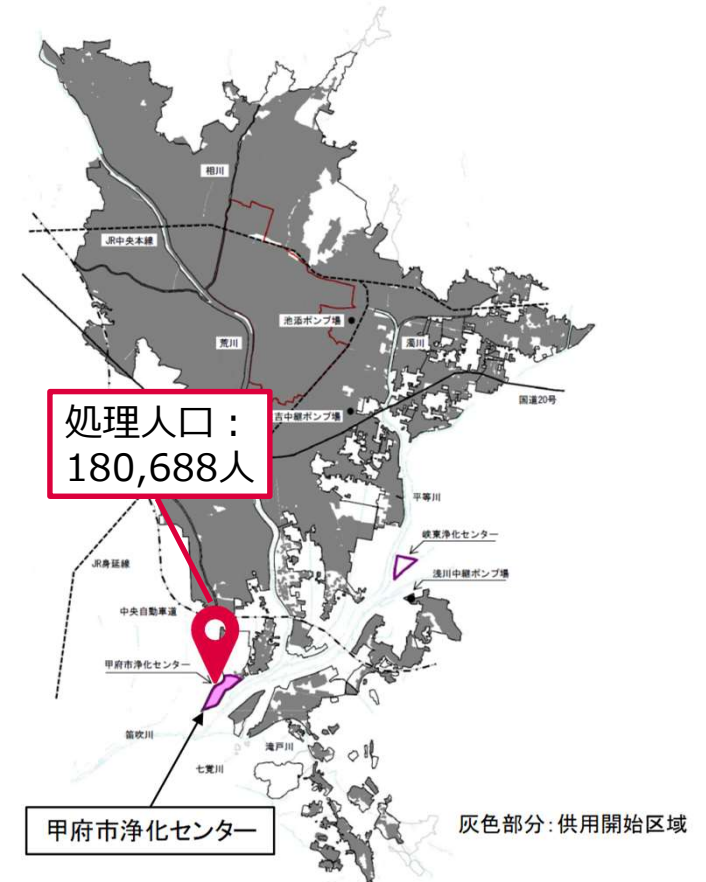 相川
JR中央本線
池添ポンプ場
荒川
濁川
国道20号
処理人口：
180,688人
吉中継ポンプ場
平等川
峡東浄化センター
JR身延線
浅川中継ポンプ場
中央自動車道
甲府市浄化センター
笛吹川
滝戸川
七覚川
甲府市浄化センター
灰色部分：供用開始区域